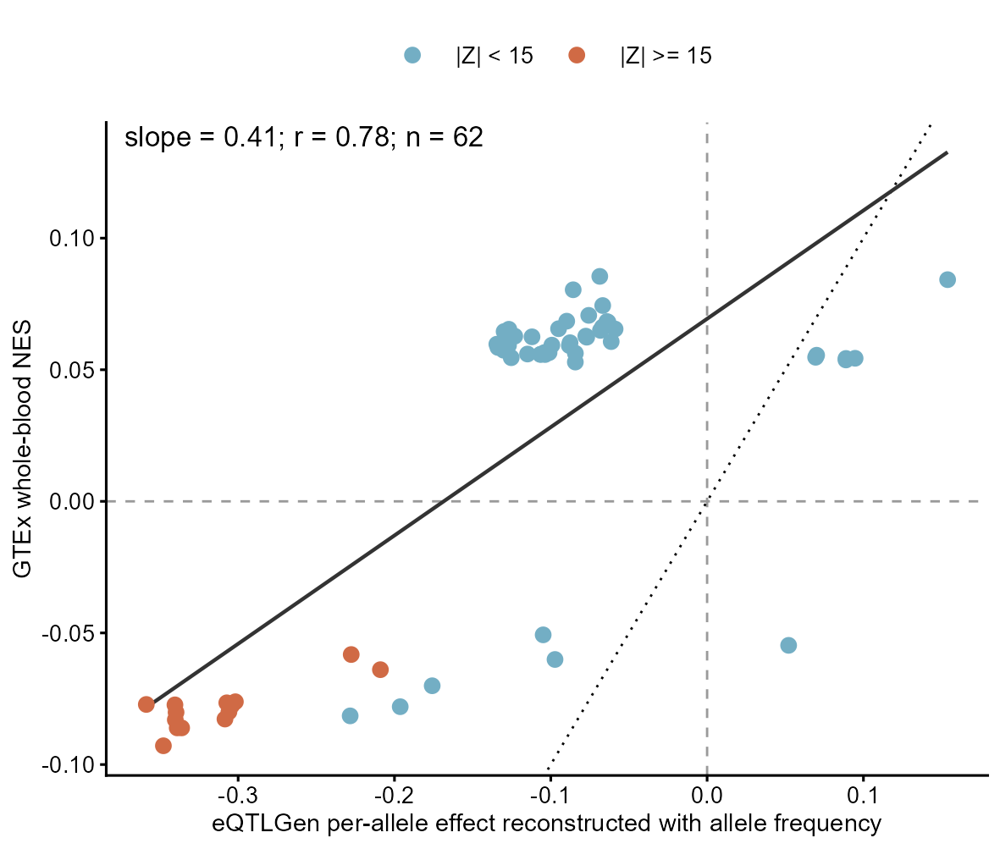 |Z| < 15
|Z| >= 15
slope = 0.41; r = 0.78; n = 62
GTEx whole-blood NES
0.10
0.05
0.00
-0.05
-0.10
-0.3
-0.2
-0.1
0.0
0.1
eQTLGen per-allele effect reconstructed with allele frequency